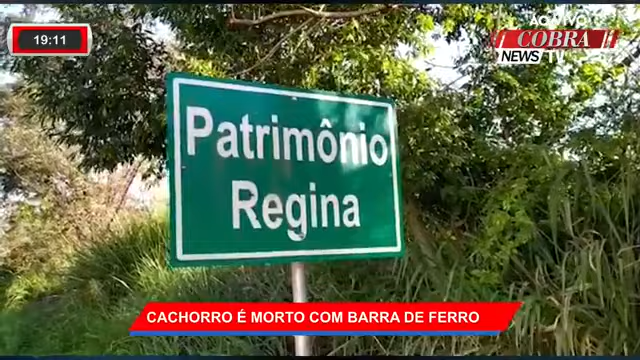 19:11
AO VIVO
COBRA
NEWS TV
Patrimônio
Regina
CACHORRO É MORTO COM BARRA DE FERRO